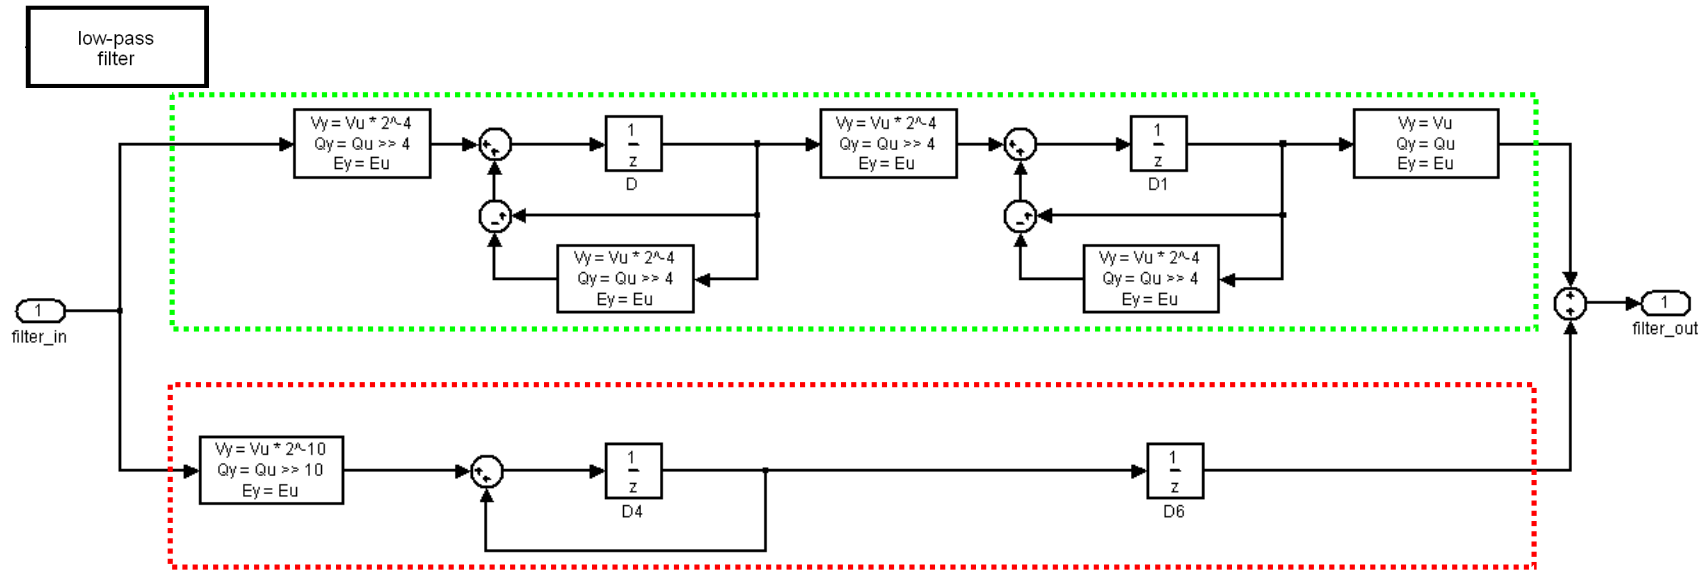 low-pass
filter
Vy = Vu * 2^-4
Qy = Qu >> 4
Ey = Eu
1
z
D
Vy = Vu * 2^-4
Qy = Qu >> 4
Ey = Eu
1
z
D1
Vy = Vu
Qy = Qu
Ey = Eu
Vy = Vu * 2^-4
Qy = Qu >> 4
Ey = Eu
Vy = Vu * 2^-4
Qy = Qu >> 4
Ey = Eu
1
filter_in
1
filter_out
Vy = Vu * 2^-10
Qy = Qu >> 10
Ey = Eu
1
z
D4
1
z
D6